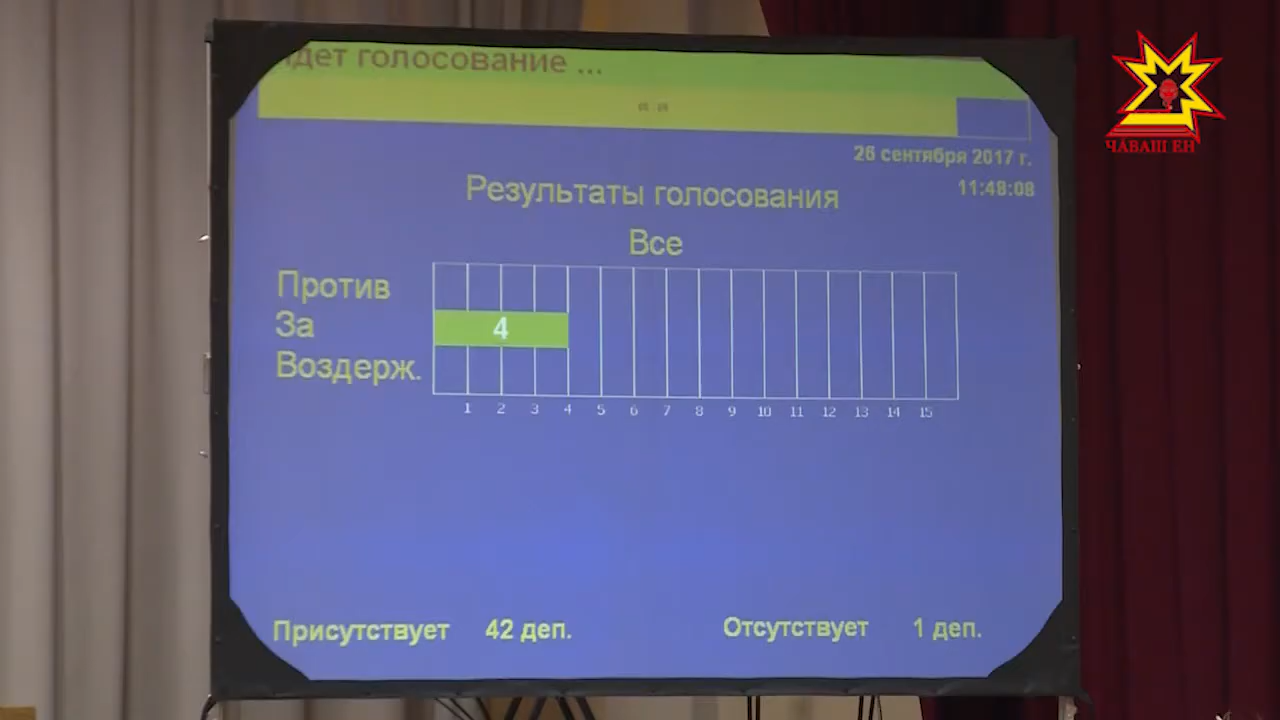 идет голосование ...
26 сентября 2017 г.
11:48:08
Результаты голосования
Все
Против
За
4
Воздерж.
1 2 3 4 5 6 7 8 9 10 11 12 13 14 15
Присутствует 42 деп.
Отсутствует 1 деп.
ЧӐВАШ ЕН